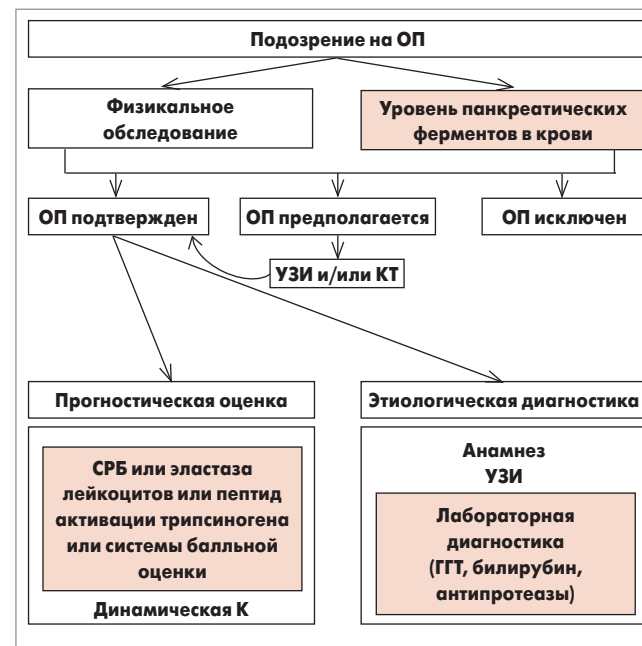 Подозрение на ОП
Физикальное
обследование
Уровень панкреатических
ферментов в крови
ОП подтвержден
ОП предполагается
ОП исключен
УЗИ и/или КТ
Прогностическая оценка
Этиологическая диагностика
СРБ или эластаза
лейкоцитов или пептид
активации трипсиногена
или системы балльной
оценки
Динамическая К
Анамнез
УЗИ
Лабораторная
диагностика
(ГГТ, билирубин,
антипротеазы)